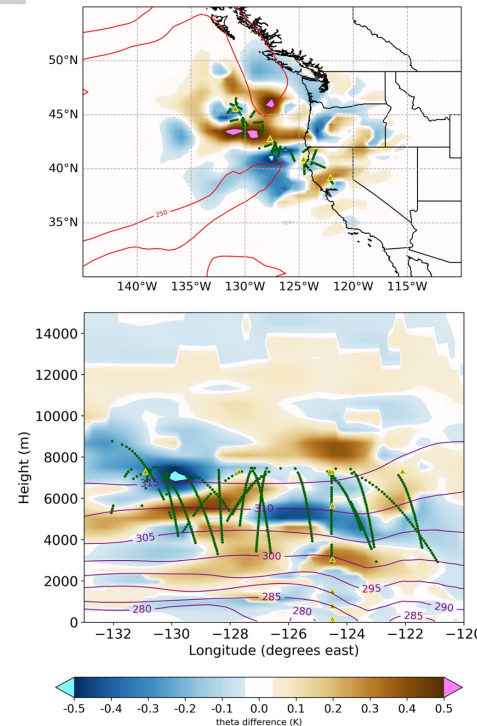 50°N
45°N
40°N
35°N
250
140°W 135°W 130°W 125°W 120°W 115°W
14000
12000
10000
8000
6000
4000
2000
0
Height (m)
315
310
305
300
295
290
285
285
280
280
−132 −130 −128 −126 −124 −122 −120
Longitude (degrees east)
-0.5 -0.4 -0.3 -0.2 -0.1 0.0 0.1 0.2 0.3 0.4 0.5
theta difference (K)